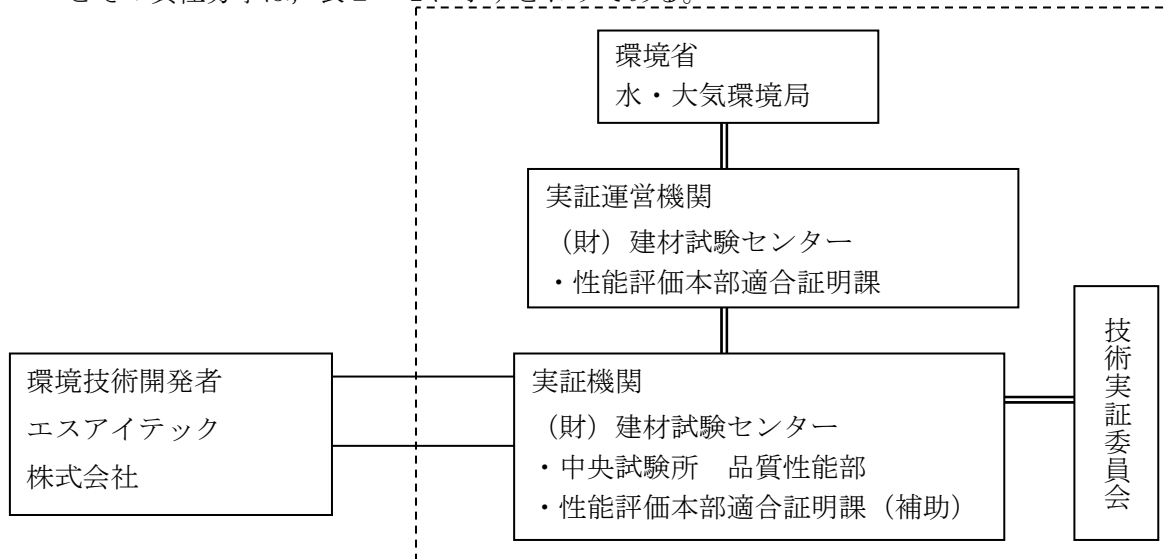 環境省
水・大気環境局
実証運営機関
（財）建材試験センター
・性能評価本部適合証明課
技術実証委員会
環境技術開発者
エスアイテック
株式会社
実証機関
（財）建材試験センター
・中央試験所　品質性能部
・性能評価本部適合証明課（補助）